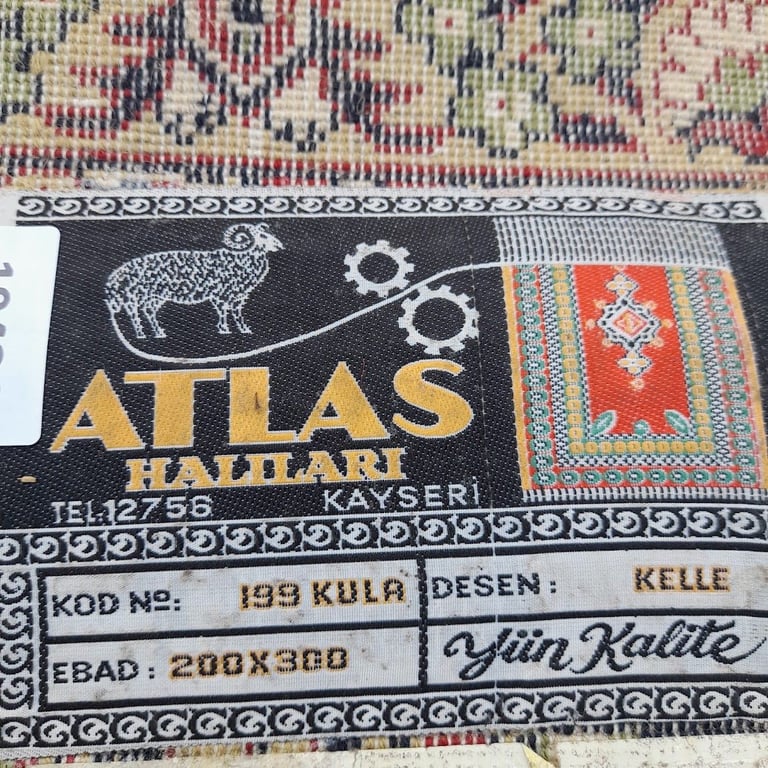 ATLAS
HALILARI
TEL.12756 KAYSERİ
KOD Nº: 199 KULA
DESEN: KELLE
EBAD: 200X300
Yün Kalite